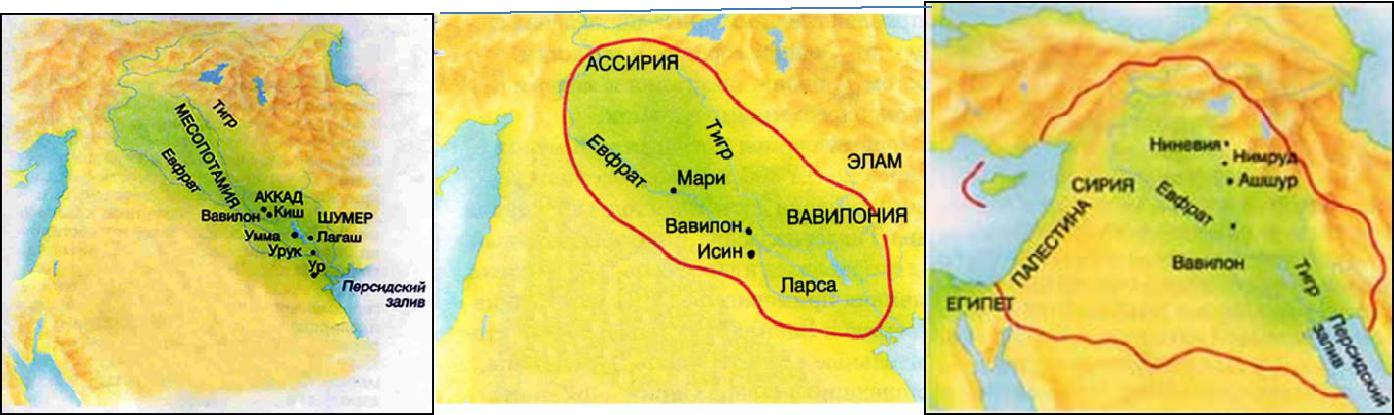 Тигр
МЕСОПОТАМИЯ
Евфрат
АККАД
Вавилон
Киш
ШУМЕР
Умма
Лагаш
Урук
Ур
Персидский
залив
АССИРИЯ
Тигр
Евфрат
ЭЛАМ
Мари
ВАВИЛОНИЯ
Вавилон
Исин
Ларса
Ниневия
Нимруд
Ашшур
СИРИЯ
Евфрат
ПАЛЕСТИНА
Вавилон
Тигр
ЕГИПЕТ
Персидский
залив